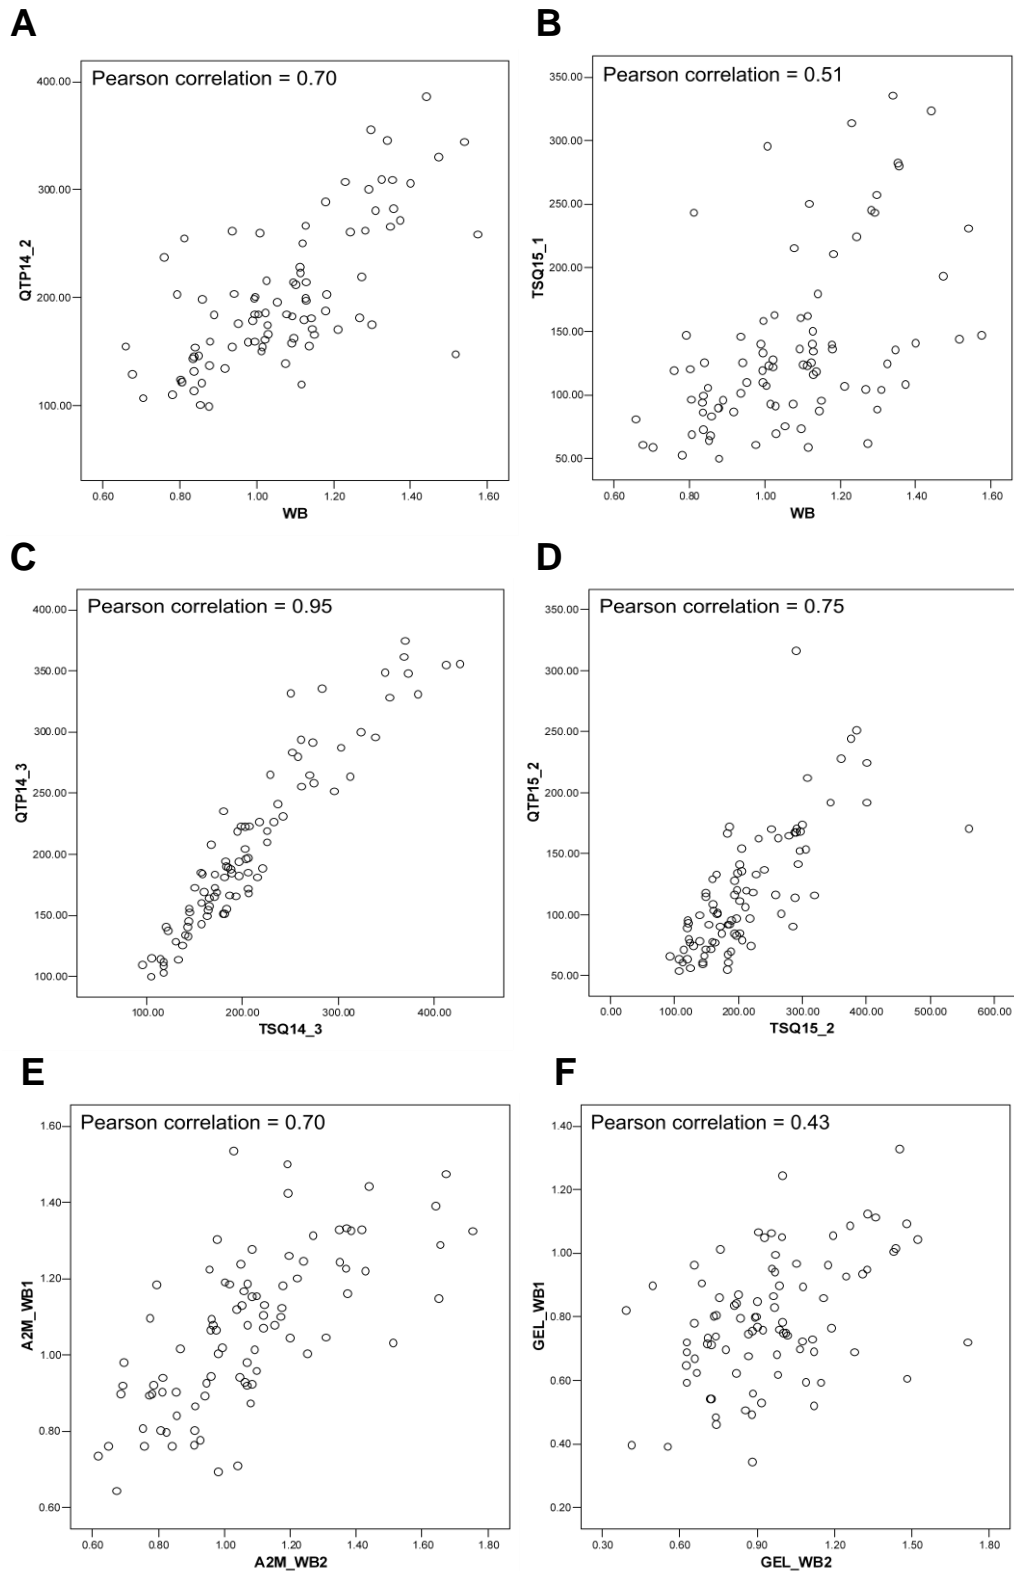 A
Pearson correlation = 0.70
400.00
300.00
200.00
100.00
QTP14_2
0.60 0.80 1.00 1.20 1.40 1.60
WB
B
Pearson correlation = 0.51
350.00
300.00
250.00
200.00
150.00
100.00
50.00
TSQ15_1
0.60 0.80 1.00 1.20 1.40 1.60
WB
C
Pearson correlation = 0.95
400.00
350.00
300.00
250.00
200.00
150.00
100.00
QTP14_3
100.00 200.00 300.00 400.00
TSQ14_3
D
Pearson correlation = 0.75
350.00
300.00
250.00
200.00
150.00
100.00
50.00
QTP15_2
0.00 100.00 200.00 300.00 400.00 500.00 600.00
TSQ15_2
E
Pearson correlation = 0.70
1.60
1.40
1.20
1.00
0.80
0.60
A2M_WB1
0.60 0.80 1.00 1.20 1.40 1.60 1.80
A2M_WB2
F
Pearson correlation = 0.43
1.40
1.20
1.00
0.80
0.60
0.40
0.20
GEL_WB1
0.30 0.60 0.90 1.20 1.50 1.80
GEL_WB2